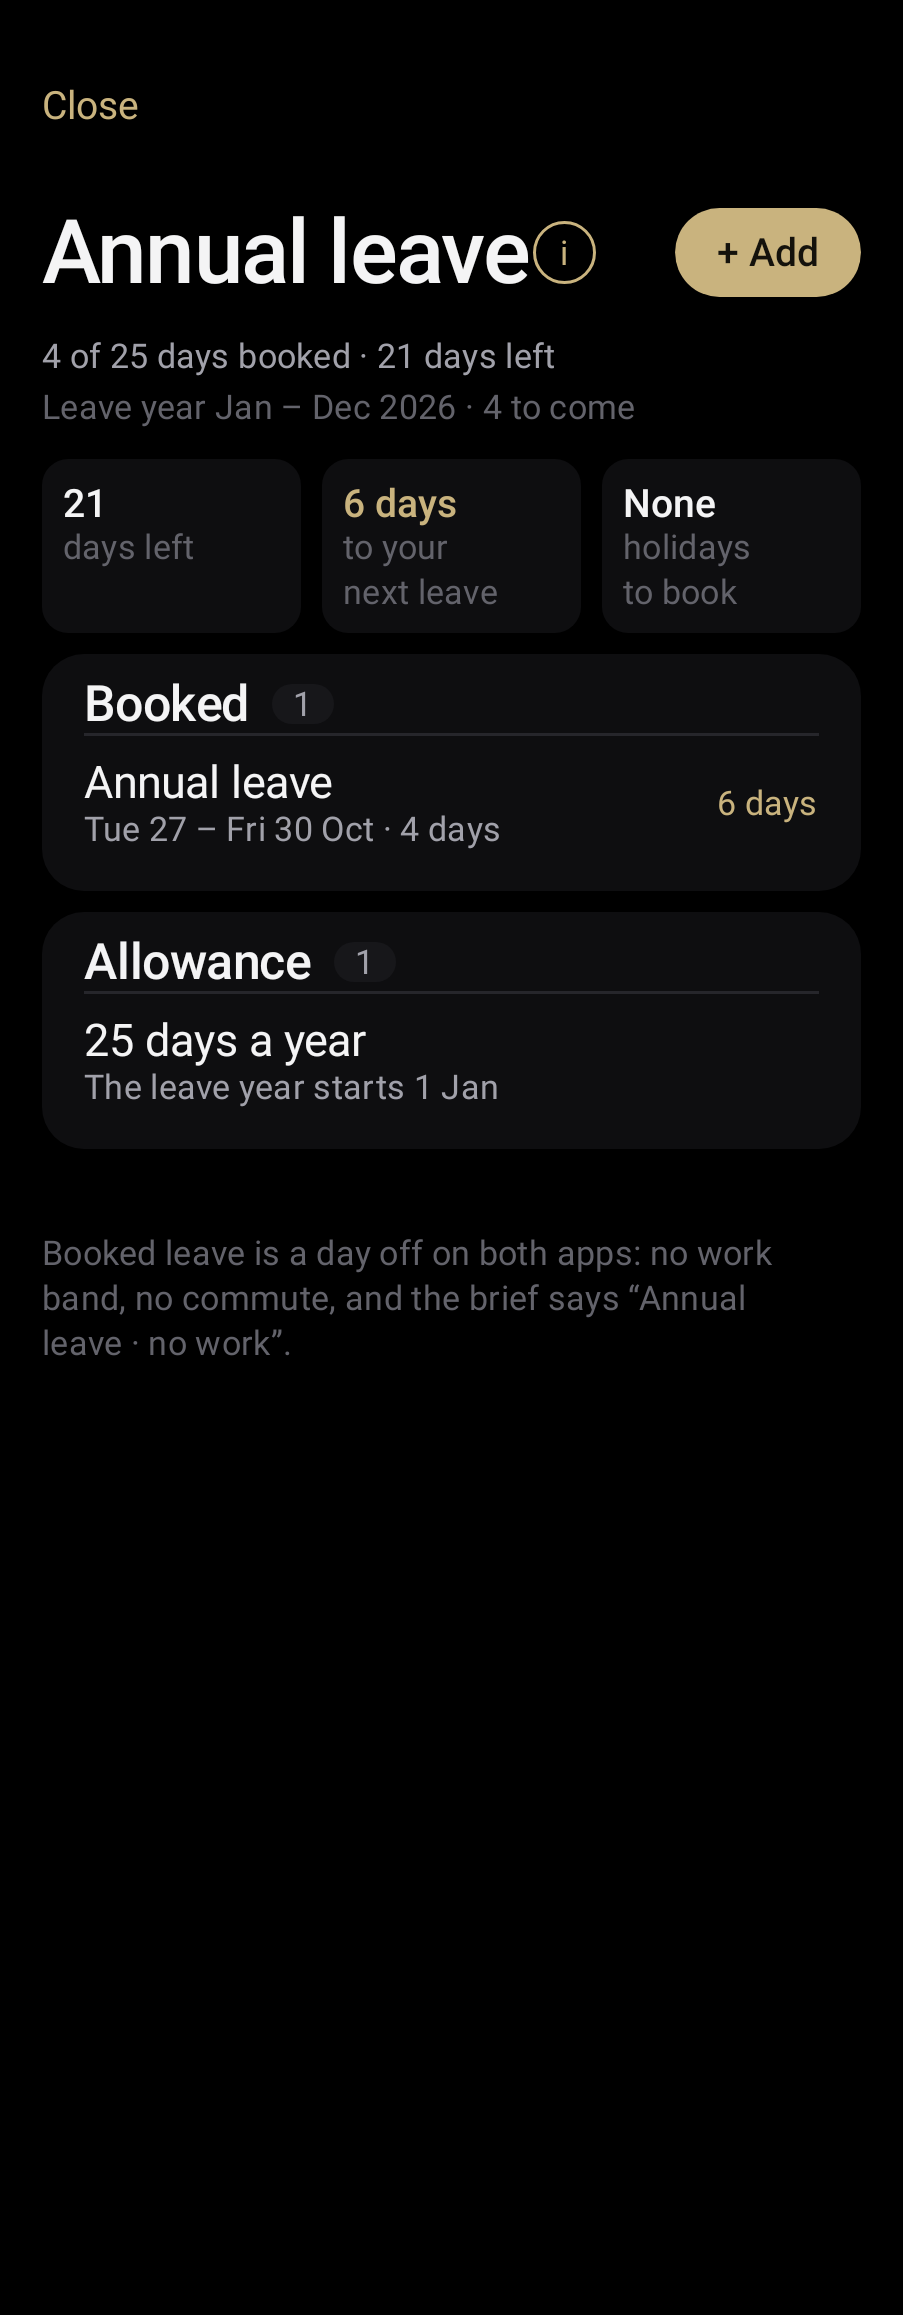 Close
Annual leave i + Add
4 of 25 days booked · 21 days left
Leave year Jan – Dec 2026 · 4 to come
21
days left
6 days
to your
next leave
None
holidays
to book
Booked 1
Annual leave
Tue 27 – Fri 30 Oct · 4 days
6 days
Allowance 1
25 days a year
The leave year starts 1 Jan
Booked leave is a day off on both apps: no work
band, no commute, and the brief says “Annual
leave · no work”.